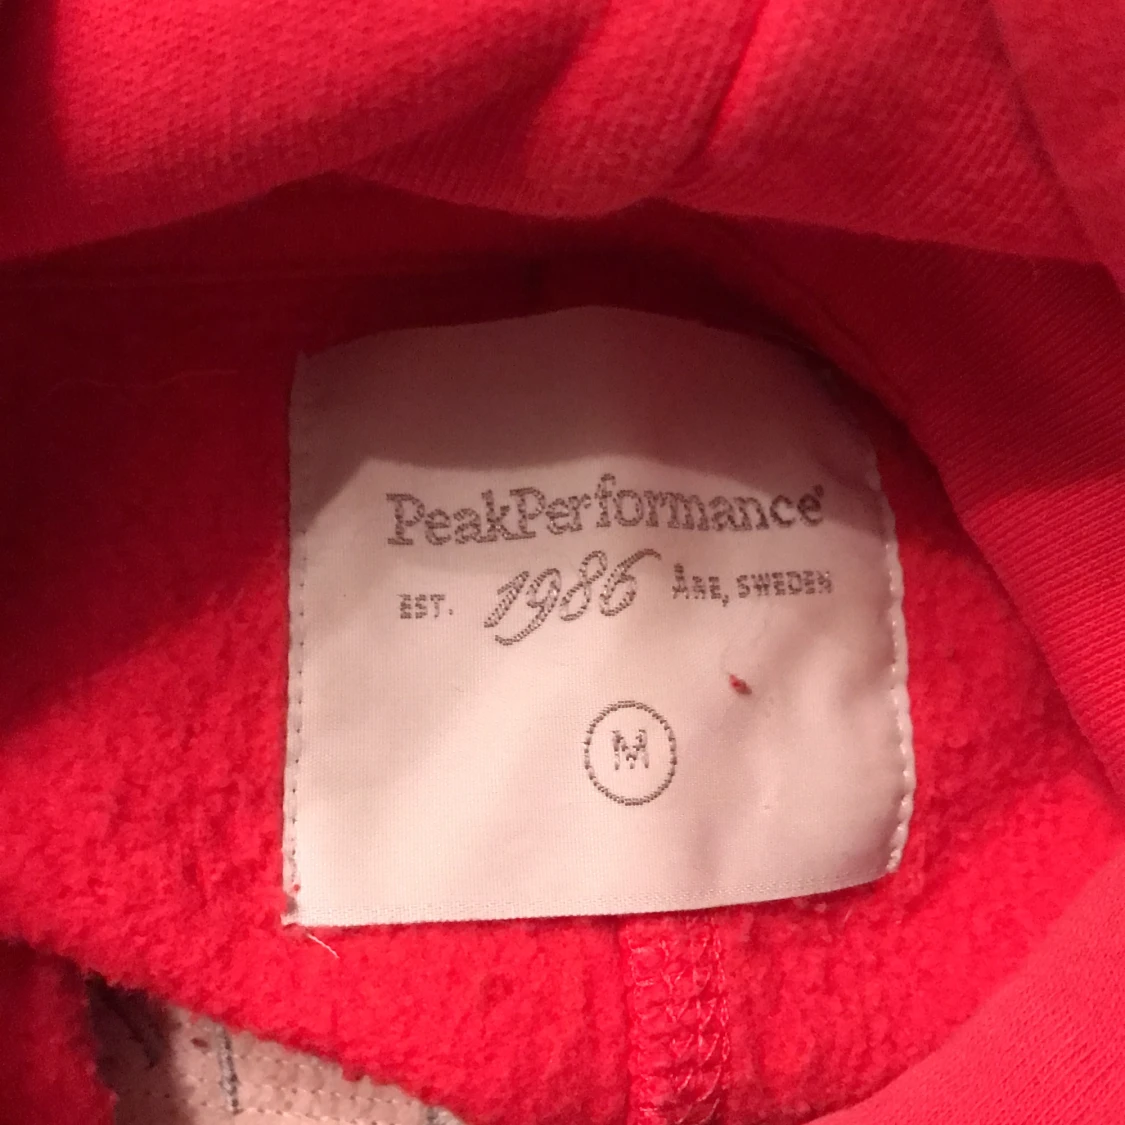 PeakPerformance®
EST. 1986 ÅRE, SWEDEN
M